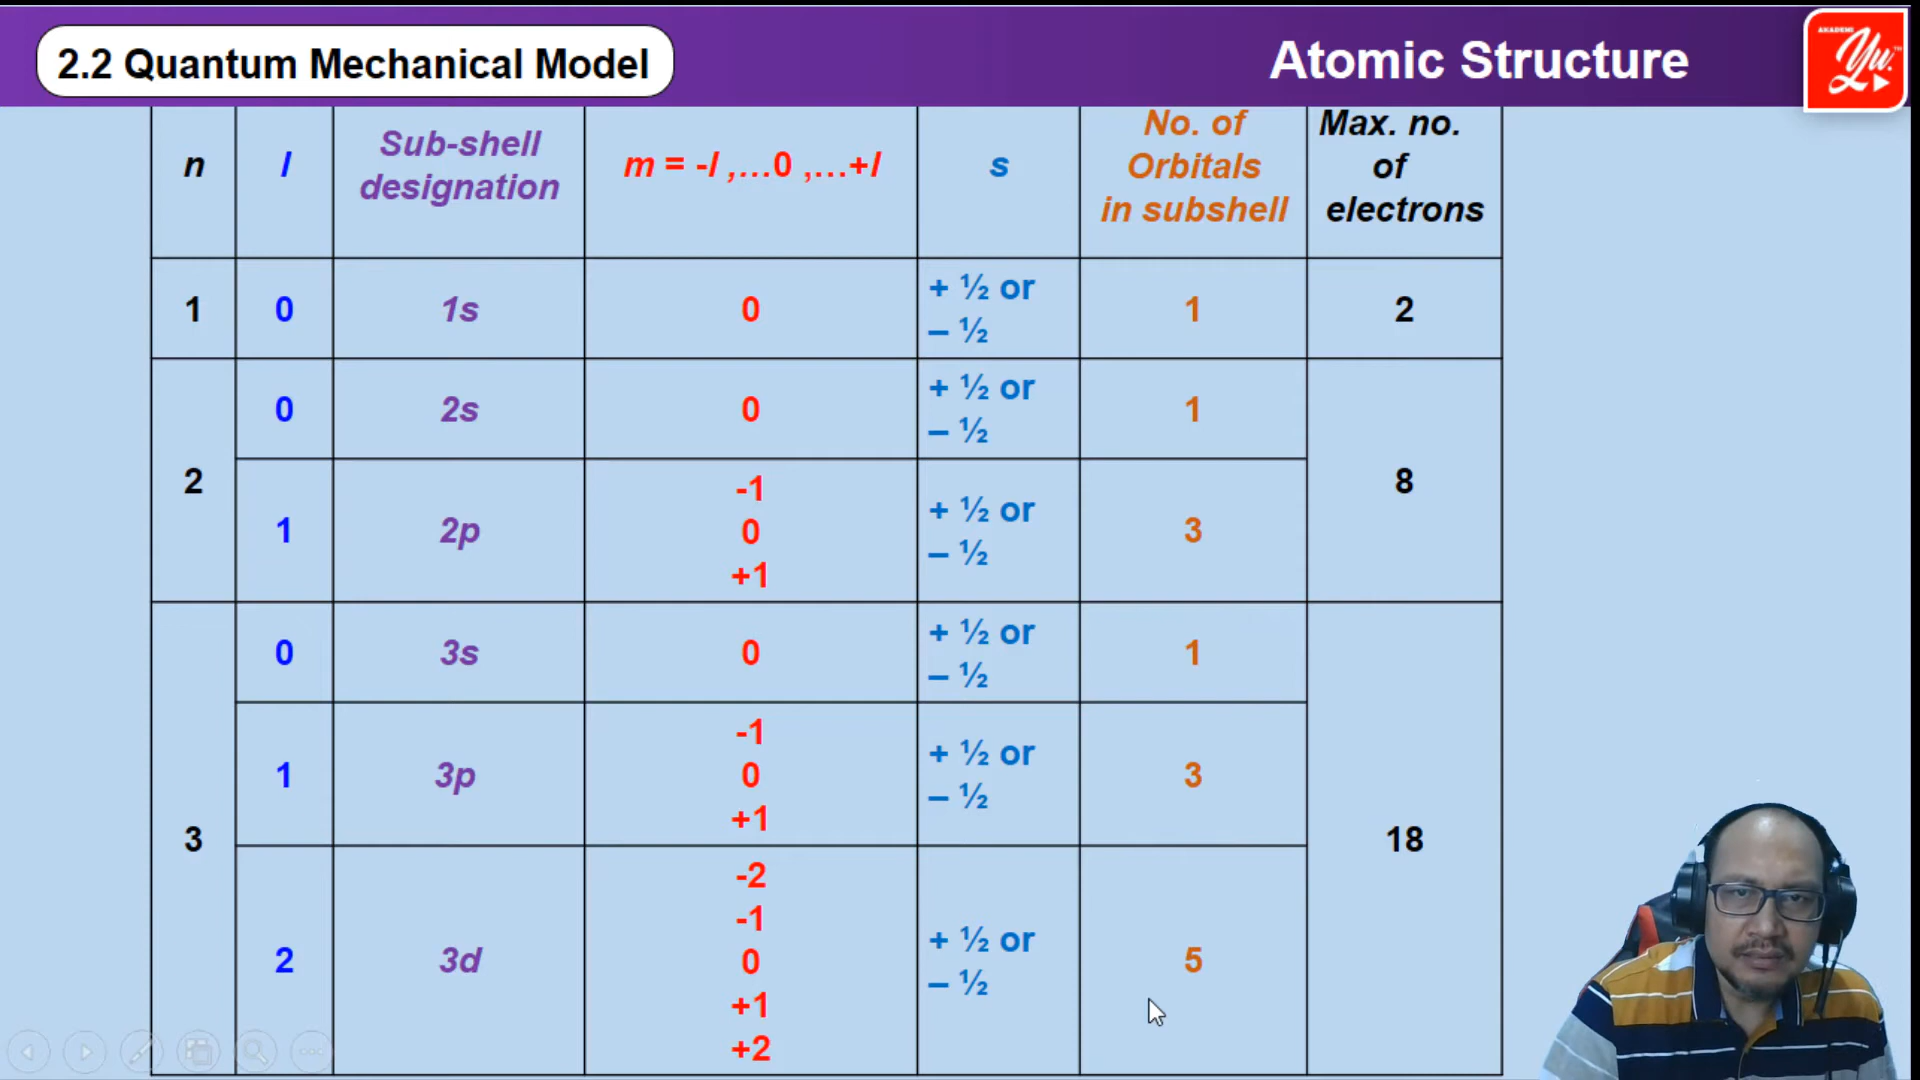 2.2 Quantum Mechanical Model
Atomic Structure
AKADEMI
Yu
n
l
Sub-shell
designation
m = -l ,…0 ,…+l
s
No. of
Orbitals
in subshell
Max. no.
of
electrons
1
0
1s
0
+ ½ or
– ½
1
2
2
0
2s
0
+ ½ or
– ½
1
8
1
2p
-1
0
+1
+ ½ or
– ½
3
3
0
3s
0
+ ½ or
– ½
1
18
1
3p
-1
0
+1
+ ½ or
– ½
3
2
3d
-2
-1
0
+1
+2
+ ½ or
– ½
5